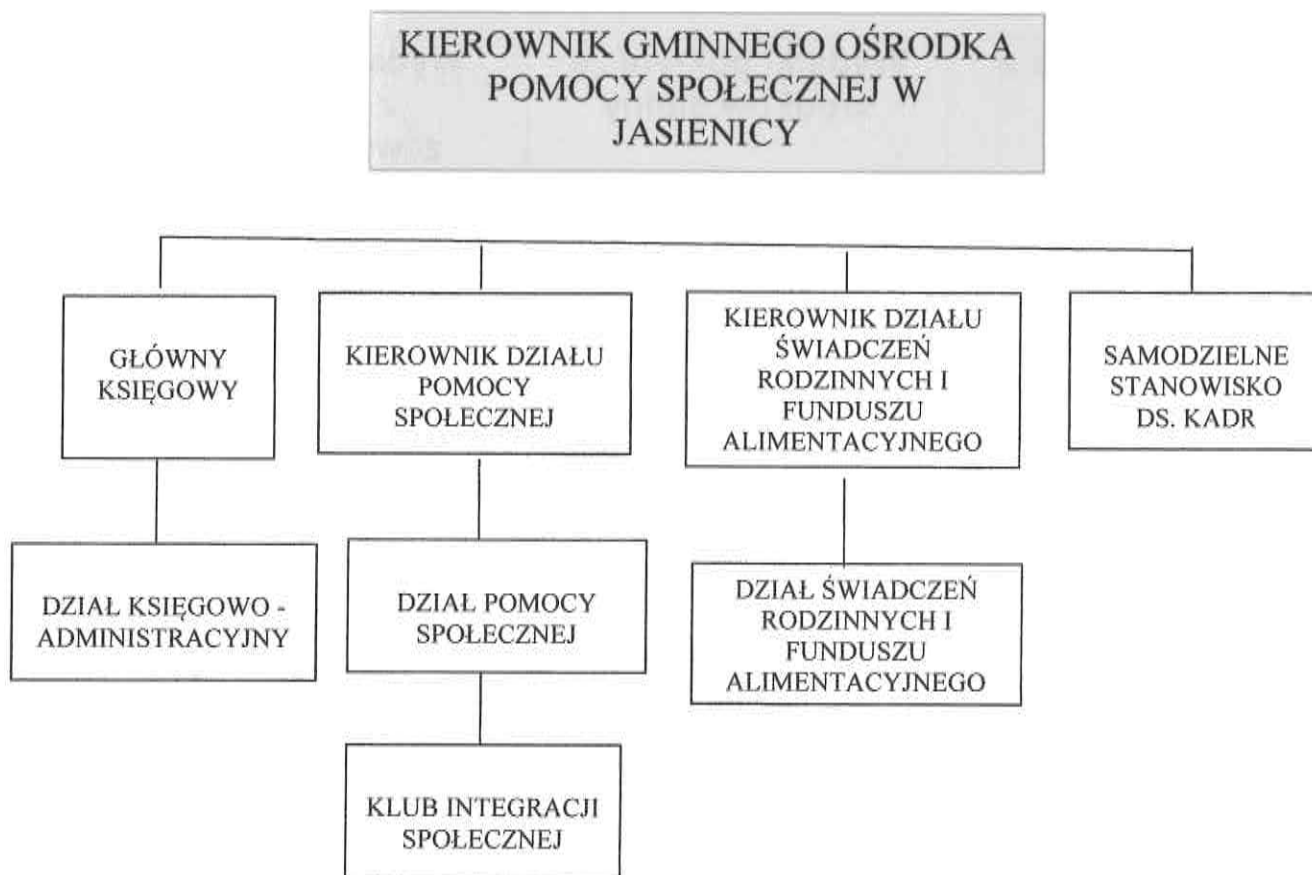 KIEROWNIK GMINNEGO OŚRODKA
POMOCY SPOŁECZNEJ W
JASIENICY
GŁÓWNY
KSIĘGOWY
KIEROWNIK DZIAŁU
POMOCY
SPOŁECZNEJ
KIEROWNIK DZIAŁU
ŚWIADCZEŃ
RODZINNYCH I
FUNDUSZU
ALIMENTACYJNEGO
SAMODZIELNE
STANOWISKO
DS. KADR
DZIAŁ KSIĘGOWO -
ADMINISTRACYJNY
DZIAŁ POMOCY
SPOŁECZNEJ
DZIAŁ ŚWIADCZEŃ
RODZINNYCH I
FUNDUSZU
ALIMENTACYJNEGO
KLUB INTEGRACJI
SPOŁECZNEJ